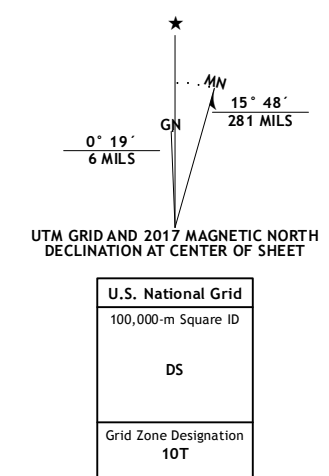 ★
MN
GN
15° 48´
281 MILS
0° 19´
6 MILS
UTM GRID AND 2017 MAGNETIC NORTH
DECLINATION AT CENTER OF SHEET
U.S. National Grid
100,000-m Square ID
DS
Grid Zone Designation
10T